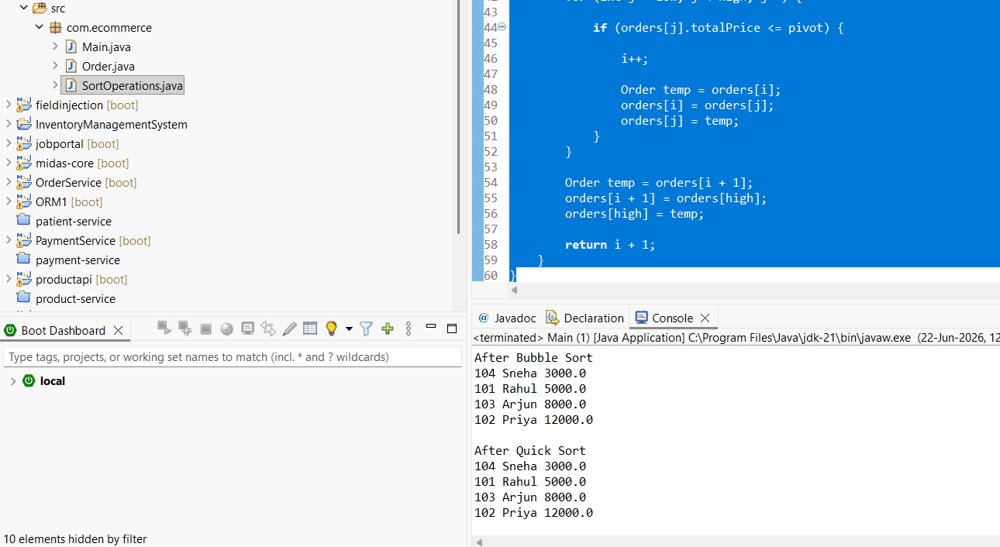 src
com.ecommerce
Main.java
Order.java
SortOperations.java
fieldinjection [boot]
InventoryManagementSystem
jobportal [boot]
midas-core [boot]
OrderService [boot]
ORM1 [boot]
patient-service
PaymentService [boot]
payment-service
productapi [boot]
product-service
Boot Dashboard
Type tags, projects, or working set names to match (incl. * and ? wildcards)
local
10 elements hidden by filter
43
44 if (orders[j].totalPrice <= pivot) {
45
46 i++;
47
48 Order temp = orders[i];
49 orders[i] = orders[j];
50 orders[j] = temp;
51 }
52 }
53
54 Order temp = orders[i + 1];
55 orders[i + 1] = orders[high];
56 orders[high] = temp;
57
58 return i + 1;
59 }
60 }
@ Javadoc Declaration Console
<terminated> Main (1) [Java Application] C:\Program Files\Java\jdk-21\bin\javaw.exe (22-Jun-2026, 12
After Bubble Sort
104 Sneha 3000.0
101 Rahul 5000.0
103 Arjun 8000.0
102 Priya 12000.0
After Quick Sort
104 Sneha 3000.0
101 Rahul 5000.0
103 Arjun 8000.0
102 Priya 12000.0